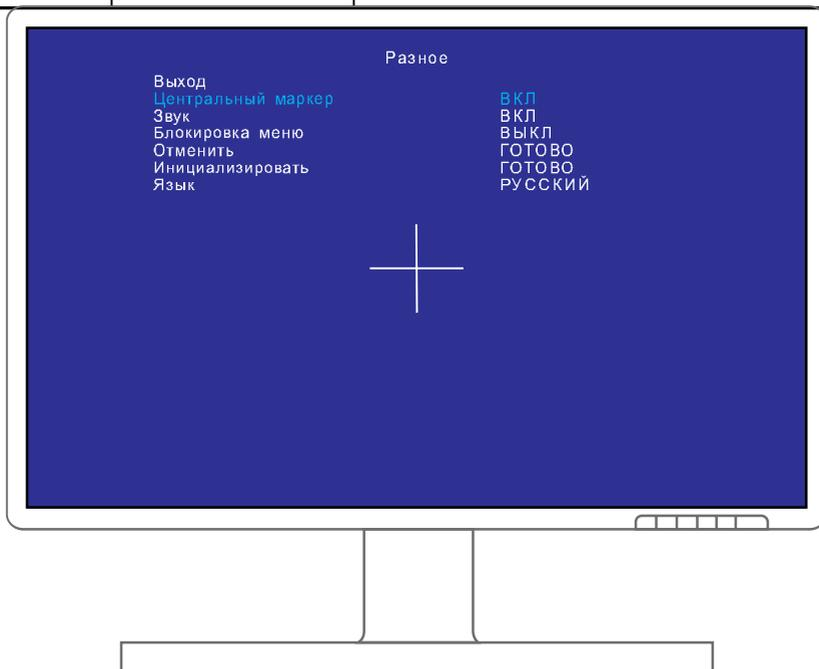 Разное
Выход
Центральный маркер ВКЛ
Звук ВКЛ
Блокировка меню ВЫКЛ
Отменить ГОТОВО
Инициализировать ГОТОВО
Язык РУССКИЙ